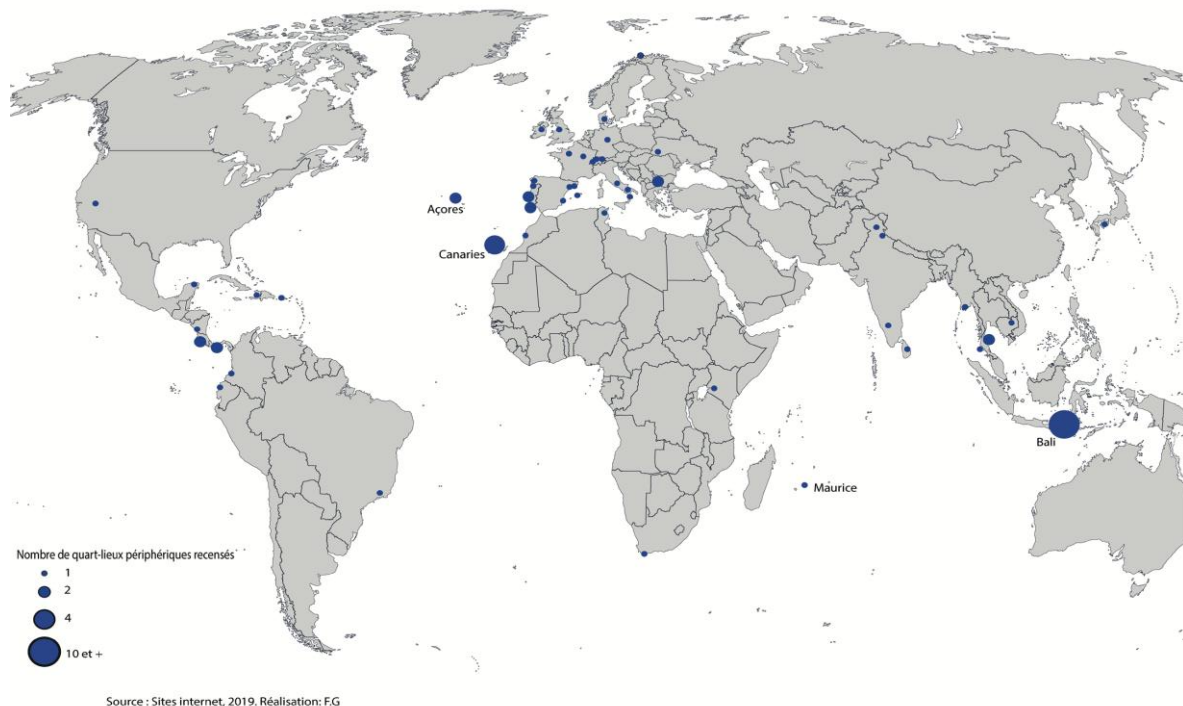 Açores
Canaries
Bali
Maurice
Nombre de quart-lieux périphériques recensés
1
2
4
10 et +
Source : Sites internet, 2019. Réalisation: F.G